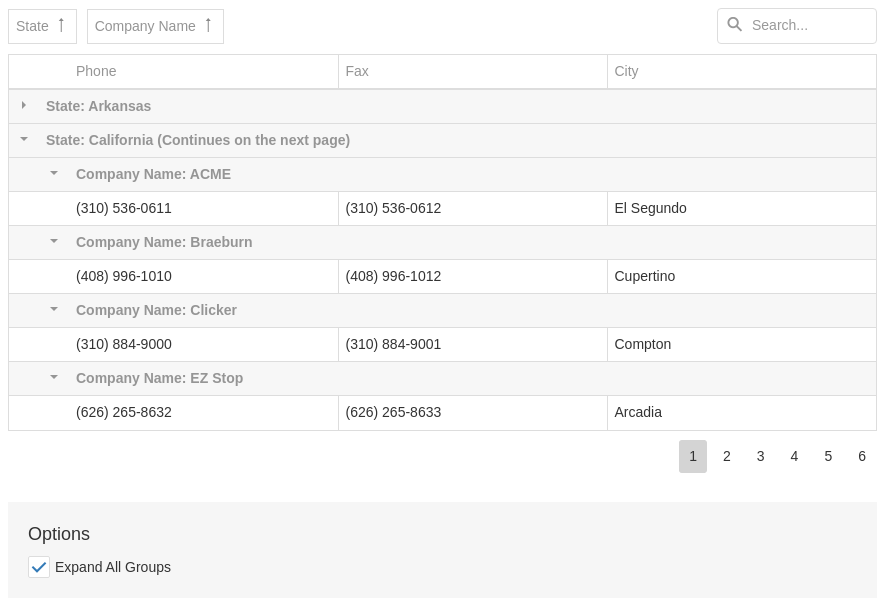 State Company Name Search...
Phone Fax City
State: Arkansas
State: California (Continues on the next page)
Company Name: ACME
(310) 536-0611 (310) 536-0612 El Segundo
Company Name: Braeburn
(408) 996-1010 (408) 996-1012 Cupertino
Company Name: Clicker
(310) 884-9000 (310) 884-9001 Compton
Company Name: EZ Stop
(626) 265-8632 (626) 265-8633 Arcadia
1 2 3 4 5 6
Options
Expand All Groups